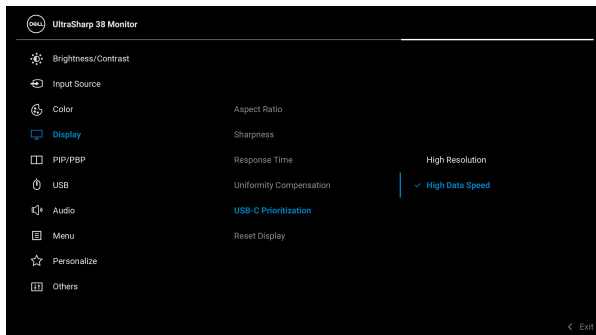 DELL UltraSharp 38 Monitor
Brightness/Contrast
Input Source
Color
Aspect Ratio
Display
Sharpness
PIP/PBP
Response Time
High Resolution
USB
Uniformity Compensation
High Data Speed
Audio
USB-C Prioritization
Menu
Reset Display
Personalize
Others
Exit